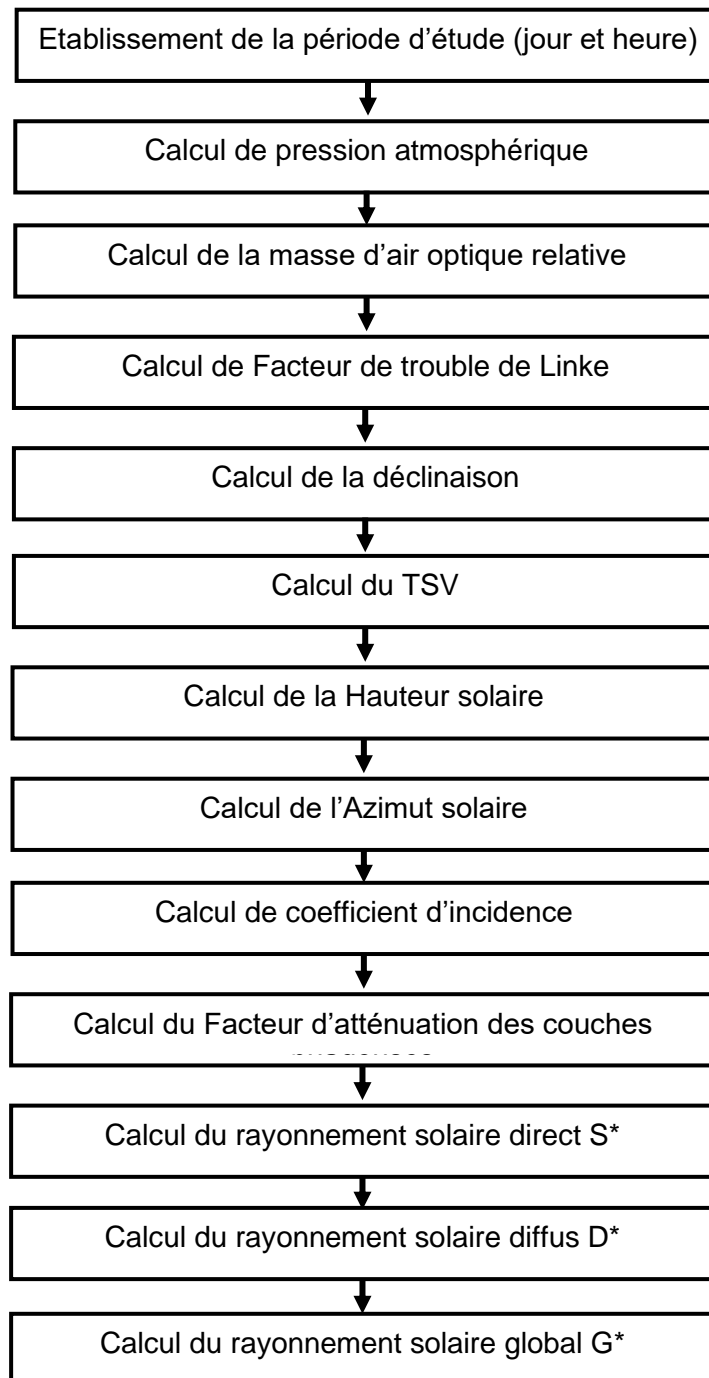 Etablissement de la période d’étude (jour et heure)
Calcul de pression atmosphérique
Calcul de la masse d’air optique relative
Calcul de Facteur de trouble de Linke
Calcul de la déclinaison
Calcul du TSV
Calcul de la Hauteur solaire
Calcul de l’Azimut solaire
Calcul de coefficient d’incidence
Calcul du Facteur d’atténuation des couches
Calcul du rayonnement solaire direct S*
Calcul du rayonnement solaire diffus D*
Calcul du rayonnement solaire global G*